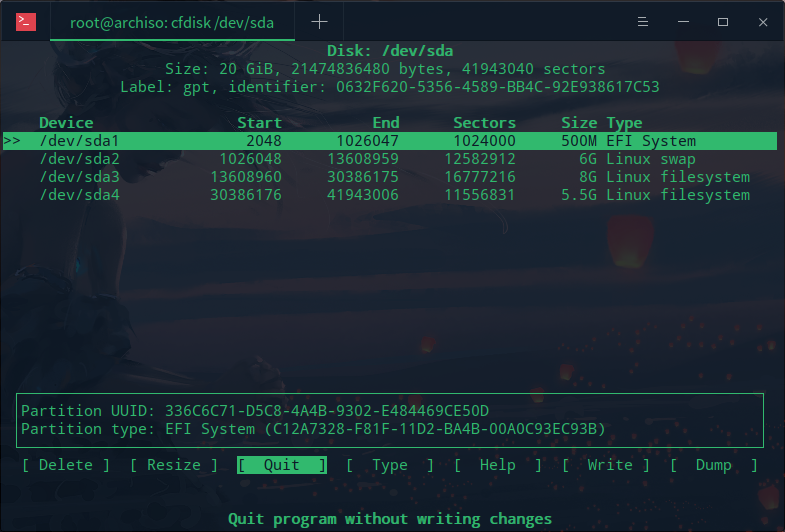 root@archiso: cfdisk /dev/sda
Disk: /dev/sda
Size: 20 GiB, 21474836480 bytes, 41943040 sectors
Label: gpt, identifier: 0632F620-5356-4589-BB4C-92E938617C53
Device Start End Sectors Size Type
>> /dev/sda1 2048 1026047 1024000 500M EFI System
/dev/sda2 1026048 13608959 12582912 6G Linux swap
/dev/sda3 13608960 30386175 16777216 8G Linux filesystem
/dev/sda4 30386176 41943006 11556831 5.5G Linux filesystem
Partition UUID: 336C6C71-D5C8-4A4B-9302-E484469CE50D
Partition type: EFI System (C12A7328-F81F-11D2-BA4B-00A0C93EC93B)
[ Delete ] [ Resize ] [ Quit ] [ Type ] [ Help ] [ Write ] [ Dump ]
Quit program without writing changes